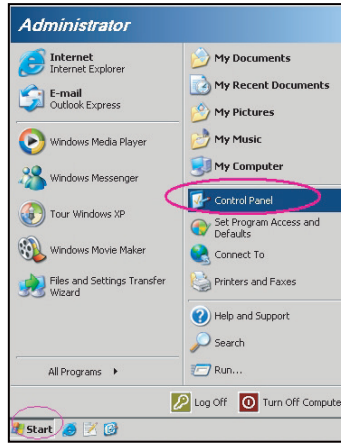 Administrator
Internet
Internet Explorer
E-mail
Outlook Express
Windows Media Player
Windows Messenger
Tour Windows XP
Windows Movie Maker
Files and Settings Transfer
Wizard
All Programs
My Documents
My Recent Documents
My Pictures
My Music
My Computer
Control Panel
Set Program Access and
Defaults
Connect To
Printers and Faxes
Help and Support
Search
Run...
Log Off Turn Off Compute
Start